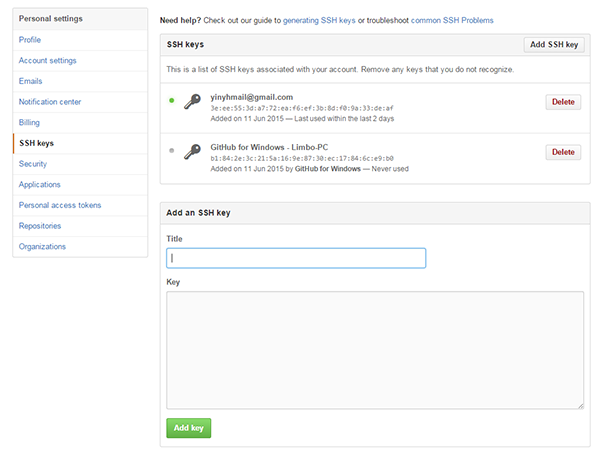 Personal settings
Profile
Account settings
Emails
Notification center
Billing
SSH keys
Security
Applications
Personal access tokens
Repositories
Organizations
Need help? Check out our guide to generating SSH keys or troubleshoot common SSH Problems
SSH keys
Add SSH key
This is a list of SSH keys associated with your account. Remove any keys that you do not recognize.
yinyhmail@gmail.com
3e:ee:55:3d:a7:72:ea:f6:ef:3b:8d:f0:9a:33:de:af
Added on 11 Jun 2015 — Last used within the last 2 days
Delete
GitHub for Windows - Limbo-PC
b1:84:2e:3c:21:5a:16:9e:87:30:ec:17:84:6c:e9:b0
Added on 11 Jun 2015 by GitHub for Windows — Never used
Delete
Add an SSH key
Title
Key
Add key